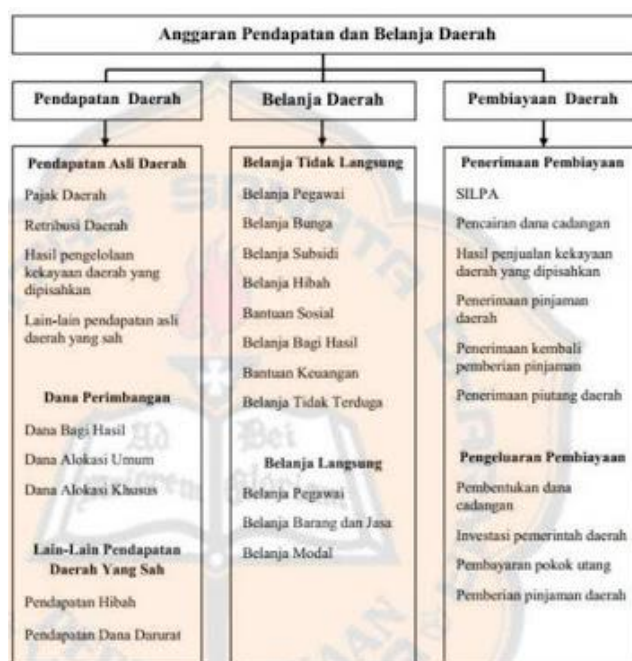 Anggaran Pendapatan dan Belanja Daerah
Pendapatan Daerah
Belanja Daerah
Pembiayaan Daerah
Pendapatan Asli Daerah
Pajak Daerah
Retribusi Daerah
Hasil pengelolaan
kekayaan daerah yang
dipisahkan
Lain-lain pendapatan asli
daerah yang sah
Dana Perimbangan
Dana Bagi Hasil
Dana Alokasi Umum
Dana Alokasi Khusus
Lain-Lain Pendapatan
Daerah Yang Sah
Pendapatan Hibah
Pendapatan Dana Darurat
Belanja Tidak Langsung
Belanja Pegawai
Belanja Bunga
Belanja Subsidi
Belanja Hibah
Bantuan Sosial
Belanja Bagi Hasil
Bantuan Keuangan
Belanja Tidak Terduga
Belanja Langsung
Belanja Pegawai
Belanja Barang dan Jasa
Belanja Modal
Penerimaan Pembiayaan
SILPA
Pencairan dana cadangan
Hasil penjualan kekayaan
daerah yang dipisahkan
Penerimaan pinjaman
daerah
Penerimaan kembali
pemberian pinjaman
Penerimaan piutang daerah
Pengeluaran Pembiayaan
Pembentukan dana
cadangan
Investasi pemerintah daerah
Pembayaran pokok utang
Pemberian pinjaman daerah
Ad
Dei
Gloriam